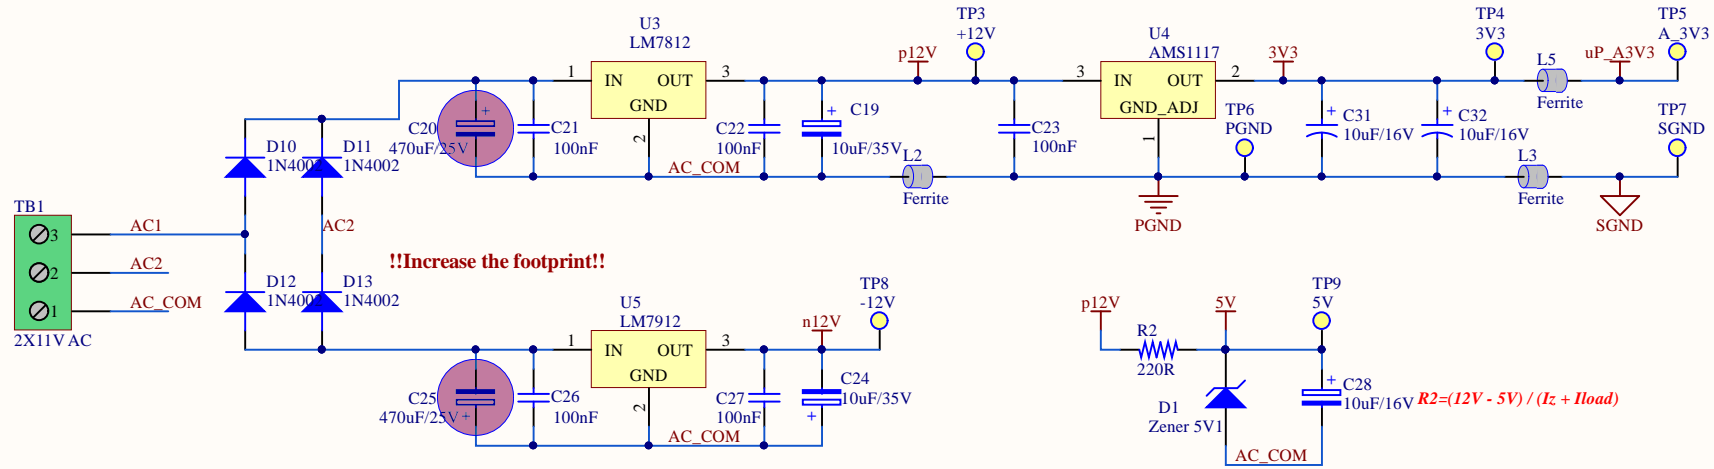 TB1
3
2
1
2X11V AC
AC1
AC2
AC_COM
D10
1N4002
D11
1N4002
AC2
D12
1N4002
D13
1N4002
!!Increase the footprint!!
C20
470uF/25V
+
C21
100nF
U3
LM7812
1
IN
OUT
3
GND
2
AC_COM
C22
100nF
+
C19
10uF/35V
p12V
TP3
+12V
L2
Ferrite
C23
100nF
U4
AMS1117
3
IN
OUT
2
GND_ADJ
1
PGND
TP6
PGND
3V3
+
C31
10uF/16V
+
C32
10uF/16V
TP4
3V3
L5
Ferrite
uP_A3V3
TP5
A_3V3
TP7
SGND
L3
Ferrite
SGND
C25
470uF/25V
+
C26
100nF
U5
LM7912
1
IN
OUT
3
GND
2
AC_COM
C27
100nF
n12V
C24
10uF/35V
+
TP8
-12V
p12V
R2
220R
5V
TP9
5V
D1
Zener 5V1
+
C28
10uF/16V
AC_COM
R2=(12V - 5V) / (Iz + Iload)